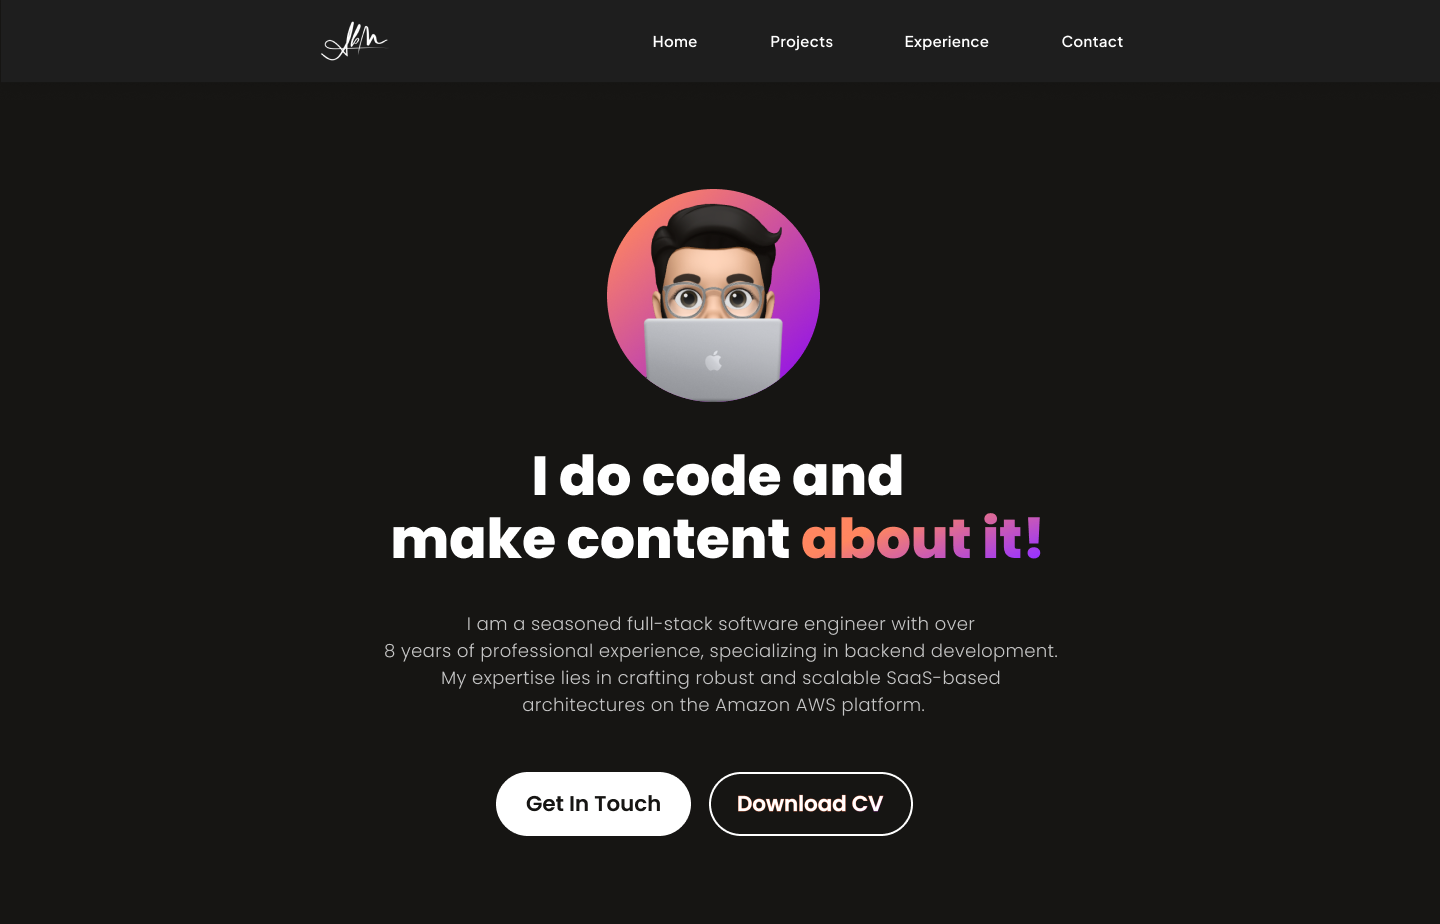 Home Projects Experience Contact
I do code and
make content about it!
I am a seasoned full-stack software engineer with over
8 years of professional experience, specializing in backend development.
My expertise lies in crafting robust and scalable SaaS-based
architectures on the Amazon AWS platform.
Get In Touch Download CV